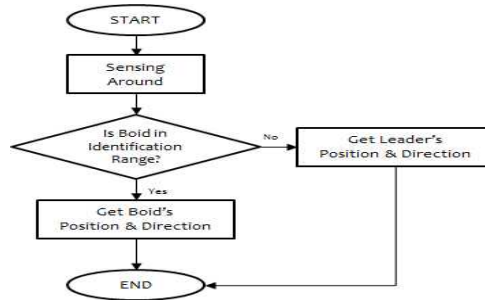 START
Sensing
Around
Is Boid in
Identification
Range?
No
Get Leader's
Position & Direction
Yes
Get Boid's
Position & Direction
END